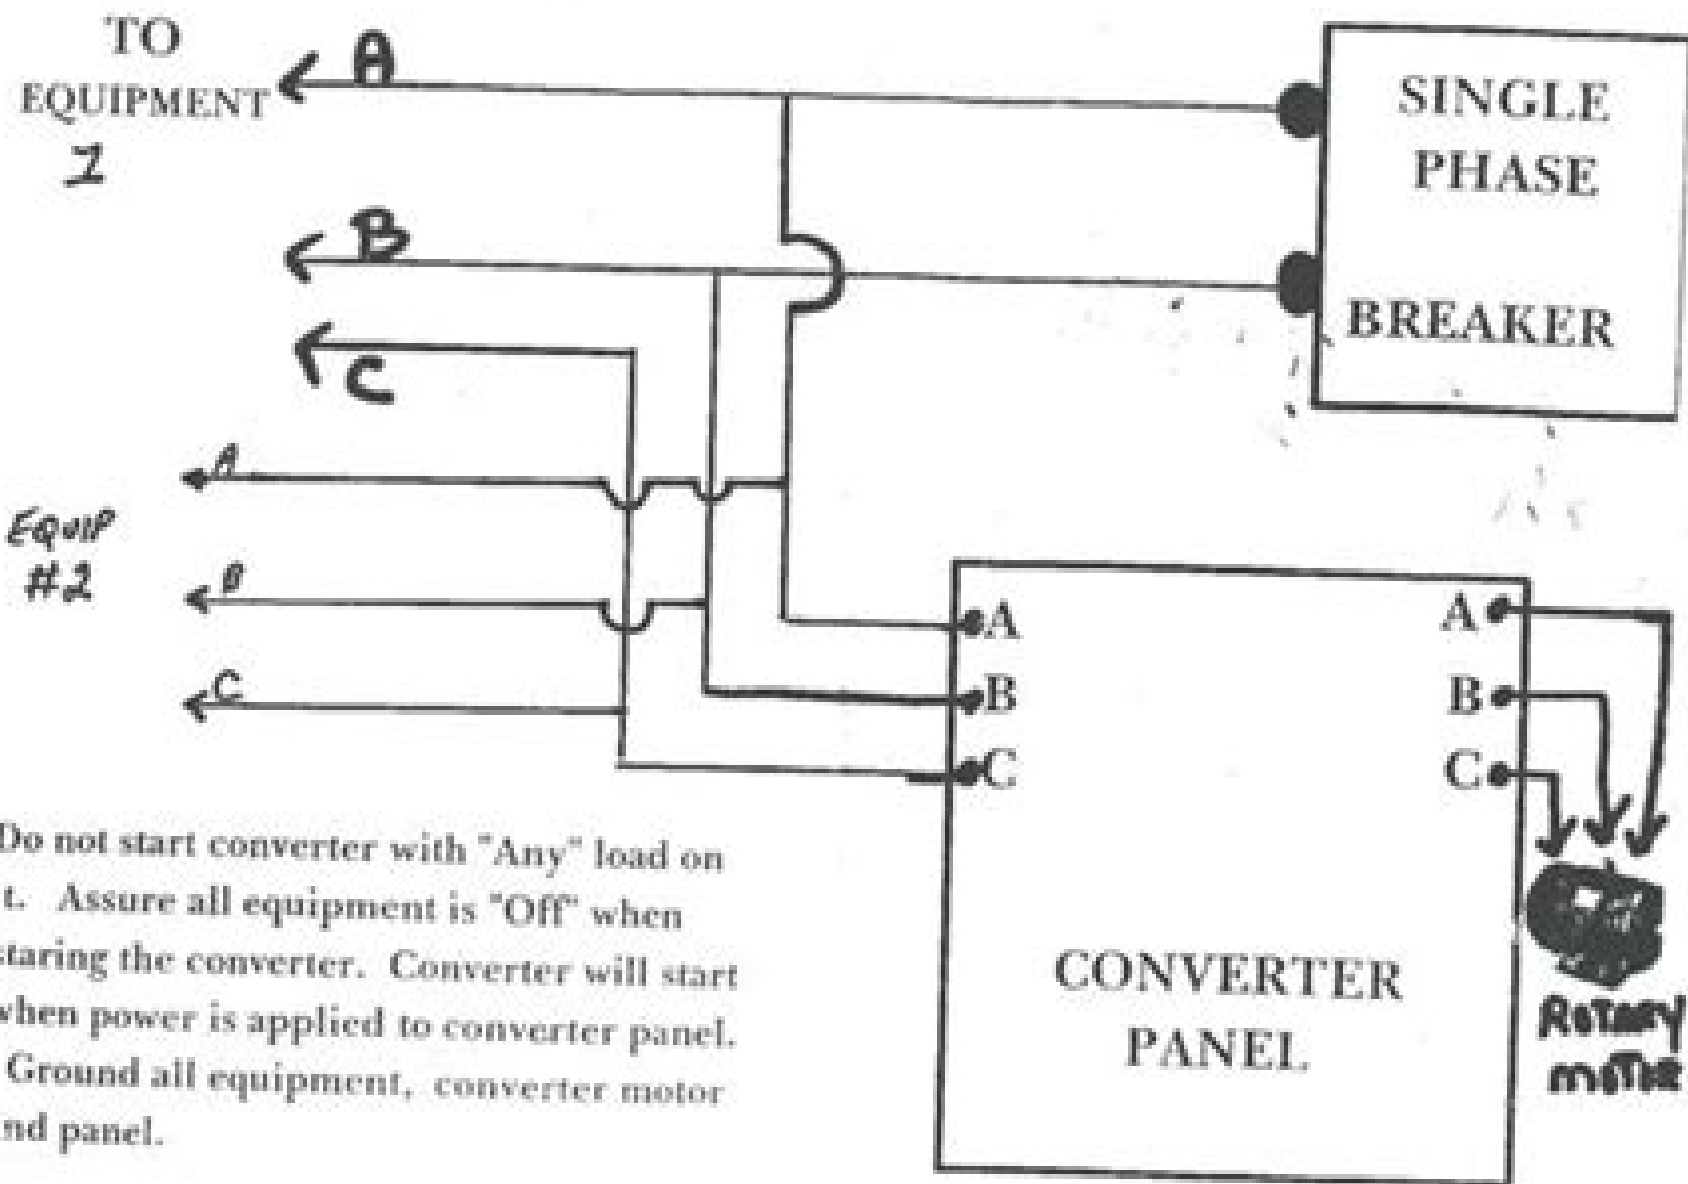 TO
EQUIPMENT
1
A
B
C
SINGLE
PHASE
BREAKER
EQUIP
#2
A
B
C
A
B
C
A
B
C
CONVERTER
PANEL
ROTARY
MOTOR
Do not start converter with "Any" load on
t. Assure all equipment is "Off" when
staring the converter. Converter will start
when power is applied to converter panel.
Ground all equipment, converter motor
nd panel.